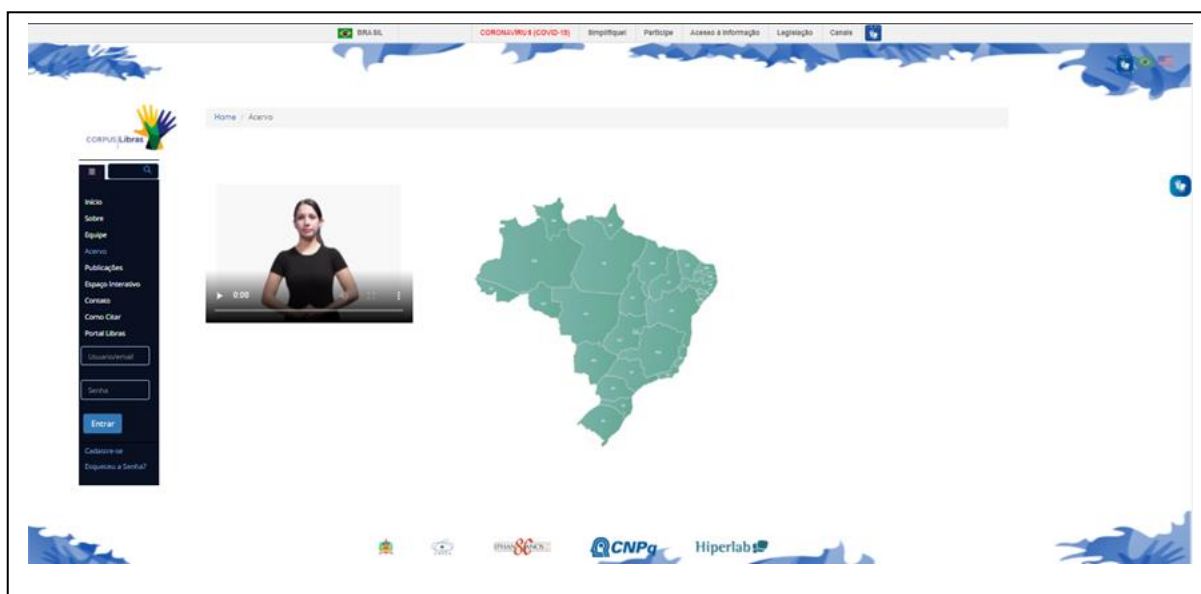 BRASIL CORONAVÍRUS (COVID-19) Simplifique! Participe Acesso à informação Legislação Canais
CORPUS Libras
Home / Acervo
Início
Sobre
Equipe
Acervo
Publicações
Espaço Interativo
Contato
Como Citar
Portal Libras
Usuario/email
Senha
Entrar
Cadastre-se
Esqueceu a Senha?
0:00
CNPq Hiperlab